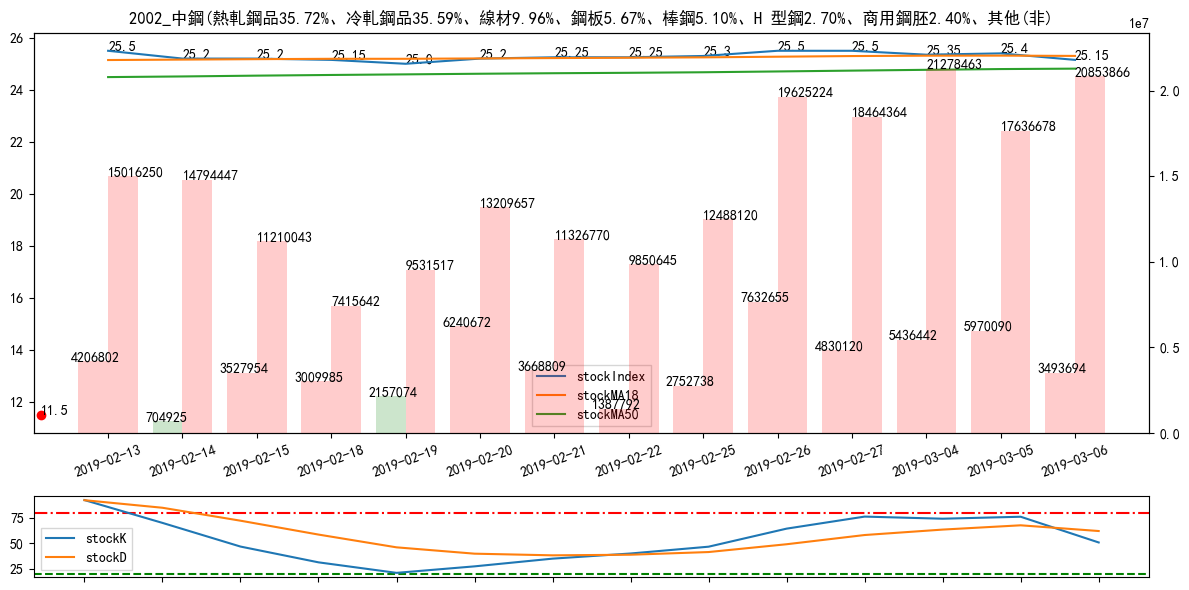 2002_中鋼(熱軋鋼品35.72%、冷軋鋼品35.59%、線材9.96%、鋼板5.67%、棒鋼5.10%、H 型鋼2.70%、商用鋼胚2.40%、其他(非)
1e7
26
24
22
20
18
16
14
12
2.0
1.5
1.0
0.5
0.0
25.5 25.2 25.2 25.15 25.0 25.2 25.25 25.25 25.3 25.5 25.5 25.35 25.4 25.15
15016250 14794447 11210043 7415642 9531517 13209657 11326770 9850645 12488120 19625224 18464364 21278463 17636678 20853866
4206802 704925 3527954 3009985 2157074 6240672 3668809 1387792 2752738 7632655 4830120 5436442 5970090 3493694
11.5
stockIndex
stockMA18
stockMA50
2019-02-13 2019-02-14 2019-02-15 2019-02-18 2019-02-19 2019-02-20 2019-02-21 2019-02-22 2019-02-25 2019-02-26 2019-02-27 2019-03-04 2019-03-05 2019-03-06
75
50
25
stockK
stockD